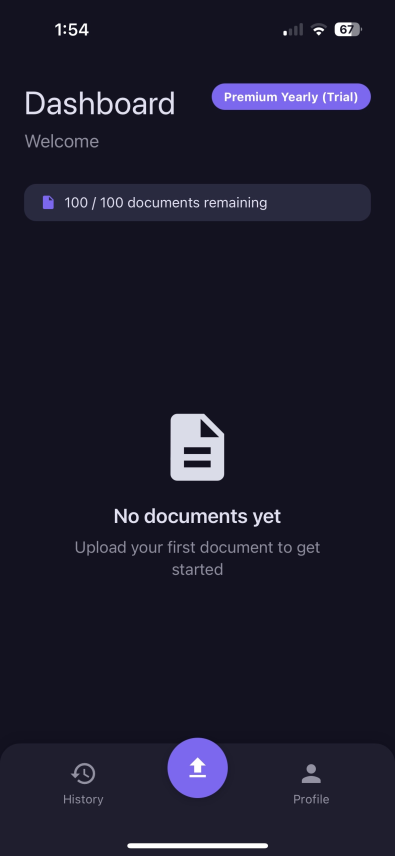 1:54
67
Dashboard
Premium Yearly (Trial)
Welcome
100 / 100 documents remaining
No documents yet
Upload your first document to get
started
History
Profile